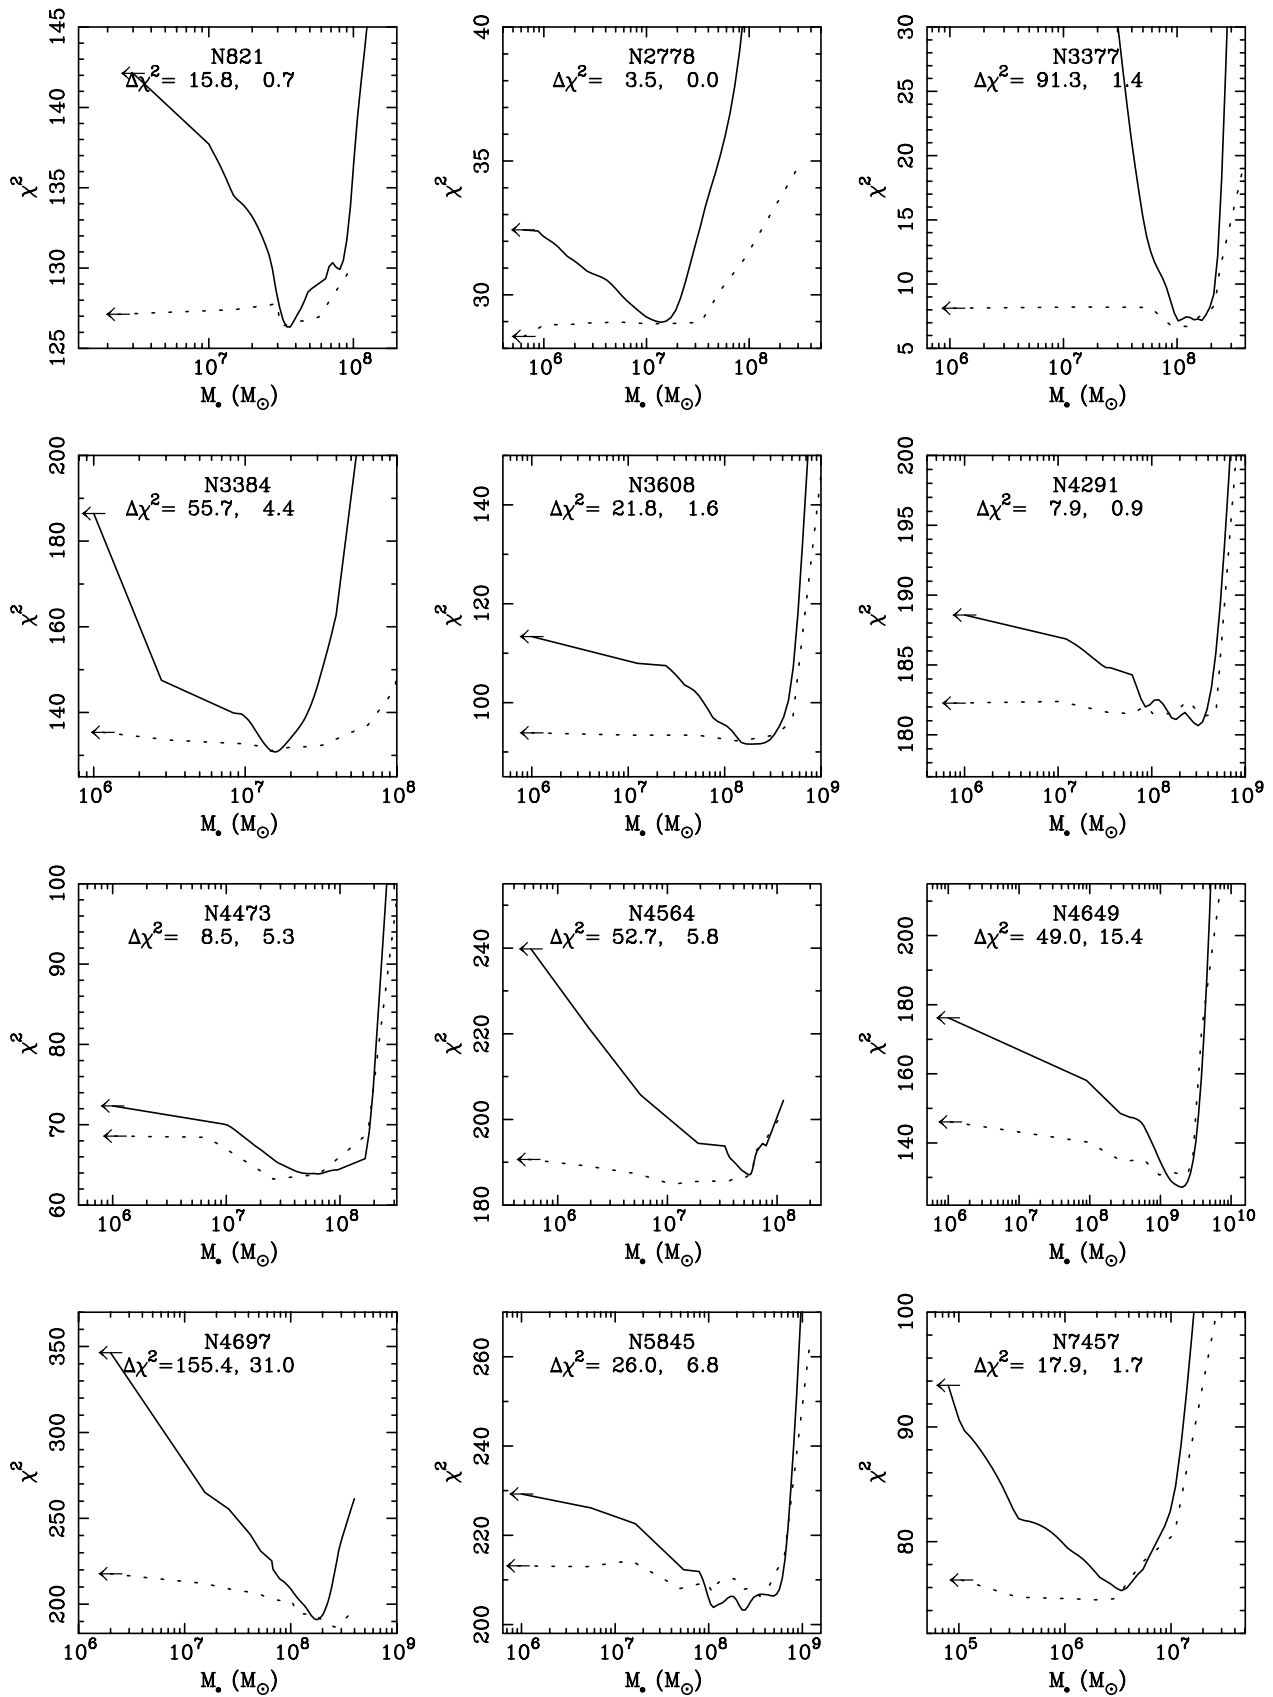 N821
Δχ²= 15.8, 0.7
χ²
125 130 135 140 145
10⁷ 10⁸
M• (M⊙)
N2778
Δχ²= 3.5, 0.0
χ²
30 35 40
10⁶ 10⁷ 10⁸
M• (M⊙)
N3377
Δχ²= 91.3, 1.4
χ²
5 10 15 20 25 30
10⁶ 10⁷ 10⁸
M• (M⊙)
N3384
Δχ²= 55.7, 4.4
χ²
140 160 180 200
10⁶ 10⁷ 10⁸
M• (M⊙)
N3608
Δχ²= 21.8, 1.6
χ²
100 120 140
10⁶ 10⁷ 10⁸ 10⁹
M• (M⊙)
N4291
Δχ²= 7.9, 0.9
χ²
180 185 190 195 200
10⁶ 10⁷ 10⁸ 10⁹
M• (M⊙)
N4473
Δχ²= 8.5, 5.3
χ²
60 70 80 90 100
10⁶ 10⁷ 10⁸
M• (M⊙)
N4564
Δχ²= 52.7, 5.8
χ²
180 200 220 240
10⁶ 10⁷ 10⁸
M• (M⊙)
N4649
Δχ²= 49.0, 15.4
χ²
140 160 180 200
10⁶ 10⁷ 10⁸ 10⁹ 10¹⁰
M• (M⊙)
N4697
Δχ²=155.4, 31.0
χ²
200 250 300 350
10⁶ 10⁷ 10⁸ 10⁹
M• (M⊙)
N5845
Δχ²= 26.0, 6.8
χ²
200 220 240 260
10⁶ 10⁷ 10⁸ 10⁹
M• (M⊙)
N7457
Δχ²= 17.9, 1.7
χ²
80 90 100
10⁵ 10⁶ 10⁷
M• (M⊙)